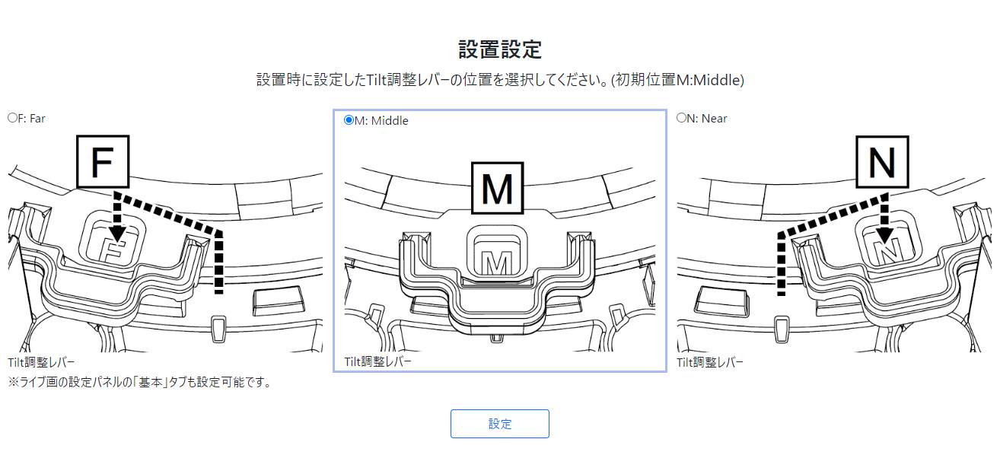 設置設定
設置時に設定したTilt調整レバーの位置を選択してください。(初期位置M:Middle)
F: Far
M: Middle
N: Near
F
M
N
F
M
N
Tilt調整レバー
Tilt調整レバー
Tilt調整レバー
※ライブ画の設定パネルの「基本」タブも設定可能です。
設定